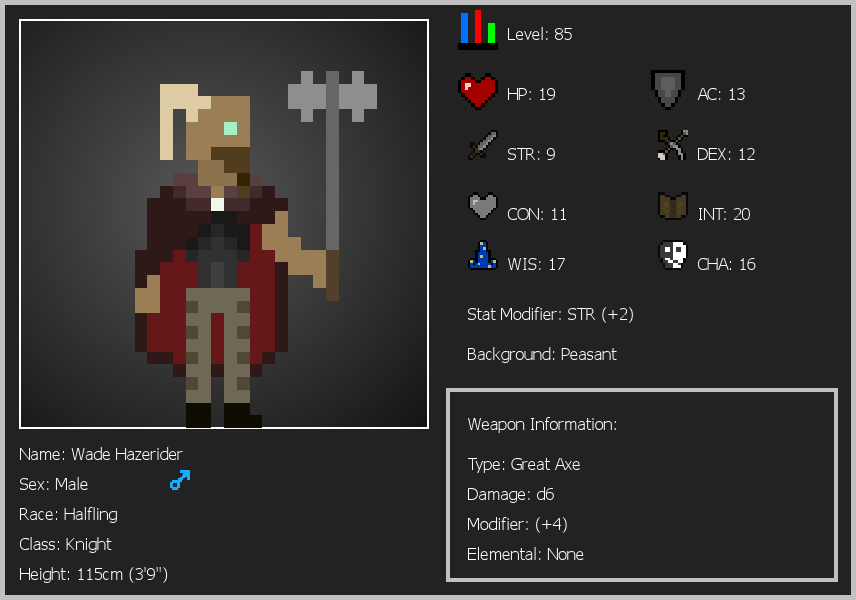 Level: 85
HP: 19
AC: 13
STR: 9
DEX: 12
CON: 11
INT: 20
WIS: 17
CHA: 16
Stat Modifier: STR (+2)
Background: Peasant
Weapon Information:
Type: Great Axe
Damage: d6
Modifier: (+4)
Elemental: None
Name: Wade Hazerider
Sex: Male
Race: Halfling
Class: Knight
Height: 115cm (3'9")